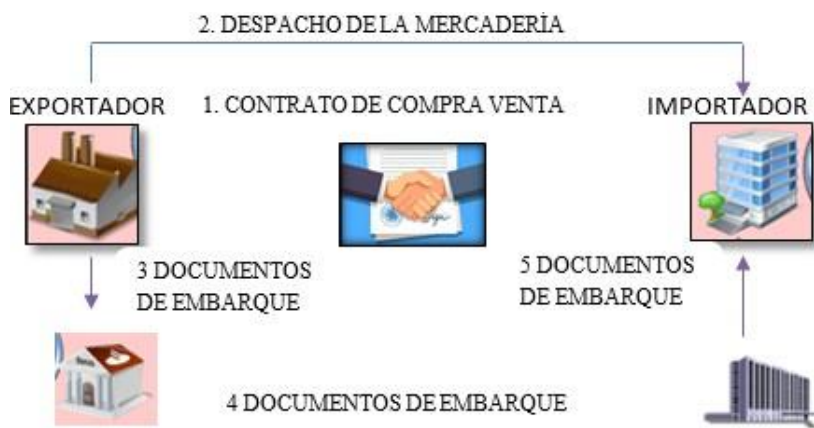 2. DESPACHO DE LA MERCADERÍA
EXPORTADOR
1. CONTRATO DE COMPRA VENTA
IMPORTADOR
3 DOCUMENTOS
DE EMBARQUE
5 DOCUMENTOS
DE EMBARQUE
4 DOCUMENTOS DE EMBARQUE